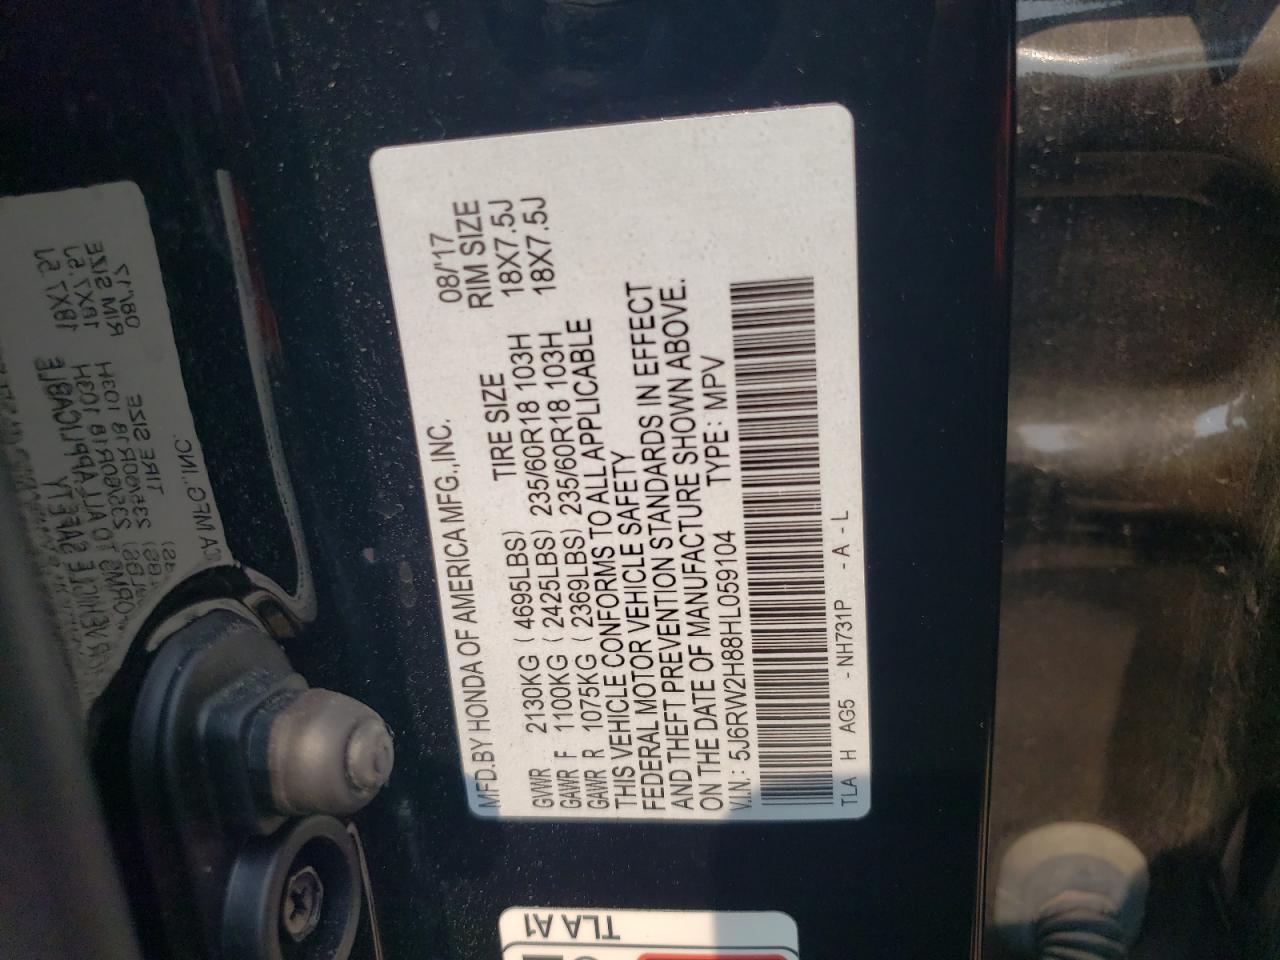 MFD.BY HONDA OF AMERICA MFG.,INC. 08/'17
TIRE SIZE RIM SIZE
GVWR 2130KG ( 4695LBS)
GAWR F 1100KG ( 2425LBS) 235/60R18 103H 18X7.5J
GAWR R 1075KG ( 2369LBS) 235/60R18 103H 18X7.5J
THIS VEHICLE CONFORMS TO ALL APPLICABLE
FEDERAL MOTOR VEHICLE SAFETY
AND THEFT PREVENTION STANDARDS IN EFFECT
ON THE DATE OF MANUFACTURE SHOWN ABOVE.
V.I.N.: 5J6RW2H88HL059104 TYPE: MPV
TLA H AG5 -NH731P -A-L
TLA A1